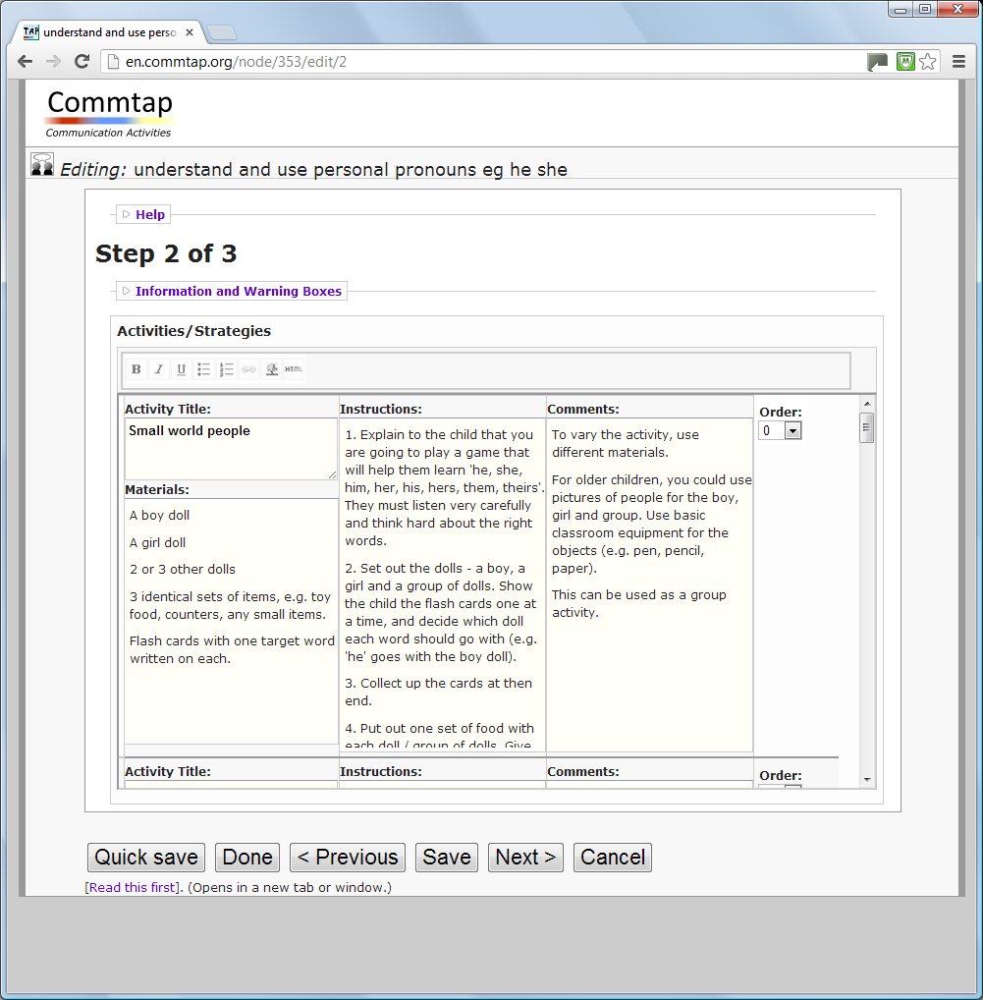 TAP understand and use perso
en.commtap.org/node/353/edit/2
Commtap
Communication Activities
Editing: understand and use personal pronouns eg he she
Help
Step 2 of 3
Information and Warning Boxes
Activities/Strategies
B I U HTML
Activity Title:
Small world people
Materials:
A boy doll
A girl doll
2 or 3 other dolls
3 identical sets of items, e.g. toy
food, counters, any small items.
Flash cards with one target word
written on each.
Instructions:
1. Explain to the child that you
are going to play a game that
will help them learn 'he, she,
him, her, his, hers, them, theirs'.
They must listen very carefully
and think hard about the right
words.
2. Set out the dolls - a boy, a
girl and a group of dolls. Show
the child the flash cards one at
a time, and decide which doll
each word should go with (e.g.
'he' goes with the boy doll).
3. Collect up the cards at then
end.
4. Put out one set of food with
each doll / group of dolls. Give
Comments:
To vary the activity, use
different materials.
For older children, you could use
pictures of people for the boy,
girl and group. Use basic
classroom equipment for the
objects (e.g. pen, pencil,
paper).
This can be used as a group
activity.
Order:
0
Activity Title: Instructions: Comments: Order:
Quick save Done < Previous Save Next > Cancel
[Read this first]. (Opens in a new tab or window.)